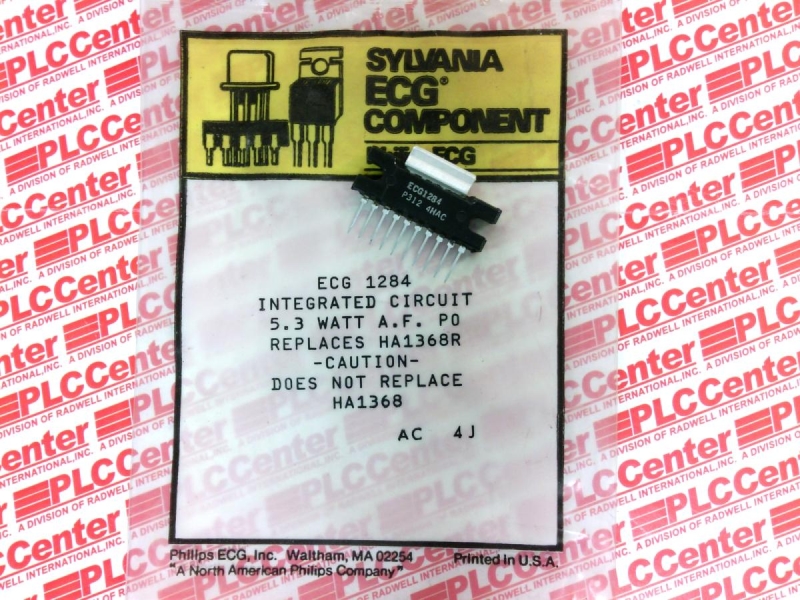 SYLVANIA
ECG®
COMPONENT
ECG
ECG1284
P312 4HAC
ECG 1284
INTEGRATED CIRCUIT
5.3 WATT A.F. PO
REPLACES HA1368R
-CAUTION-
DOES NOT REPLACE
HA1368
AC 4J
Philips ECG, Inc. Waltham, MA 02254
"A North American Philips Company"
Printed in U.S.A.
PLCCenter
A DIVISION OF RADWELL INTERNATIONAL, INC.